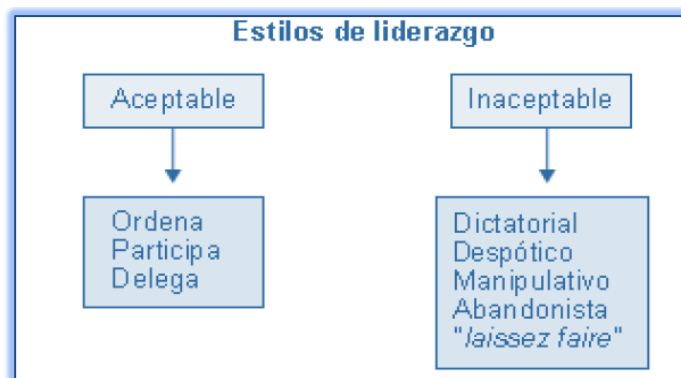 Estilos de liderazgo
Aceptable
Inaceptable
Ordena
Participa
Delega
Dictatorial
Despótico
Manipulativo
Abandonista
"laissez faire"